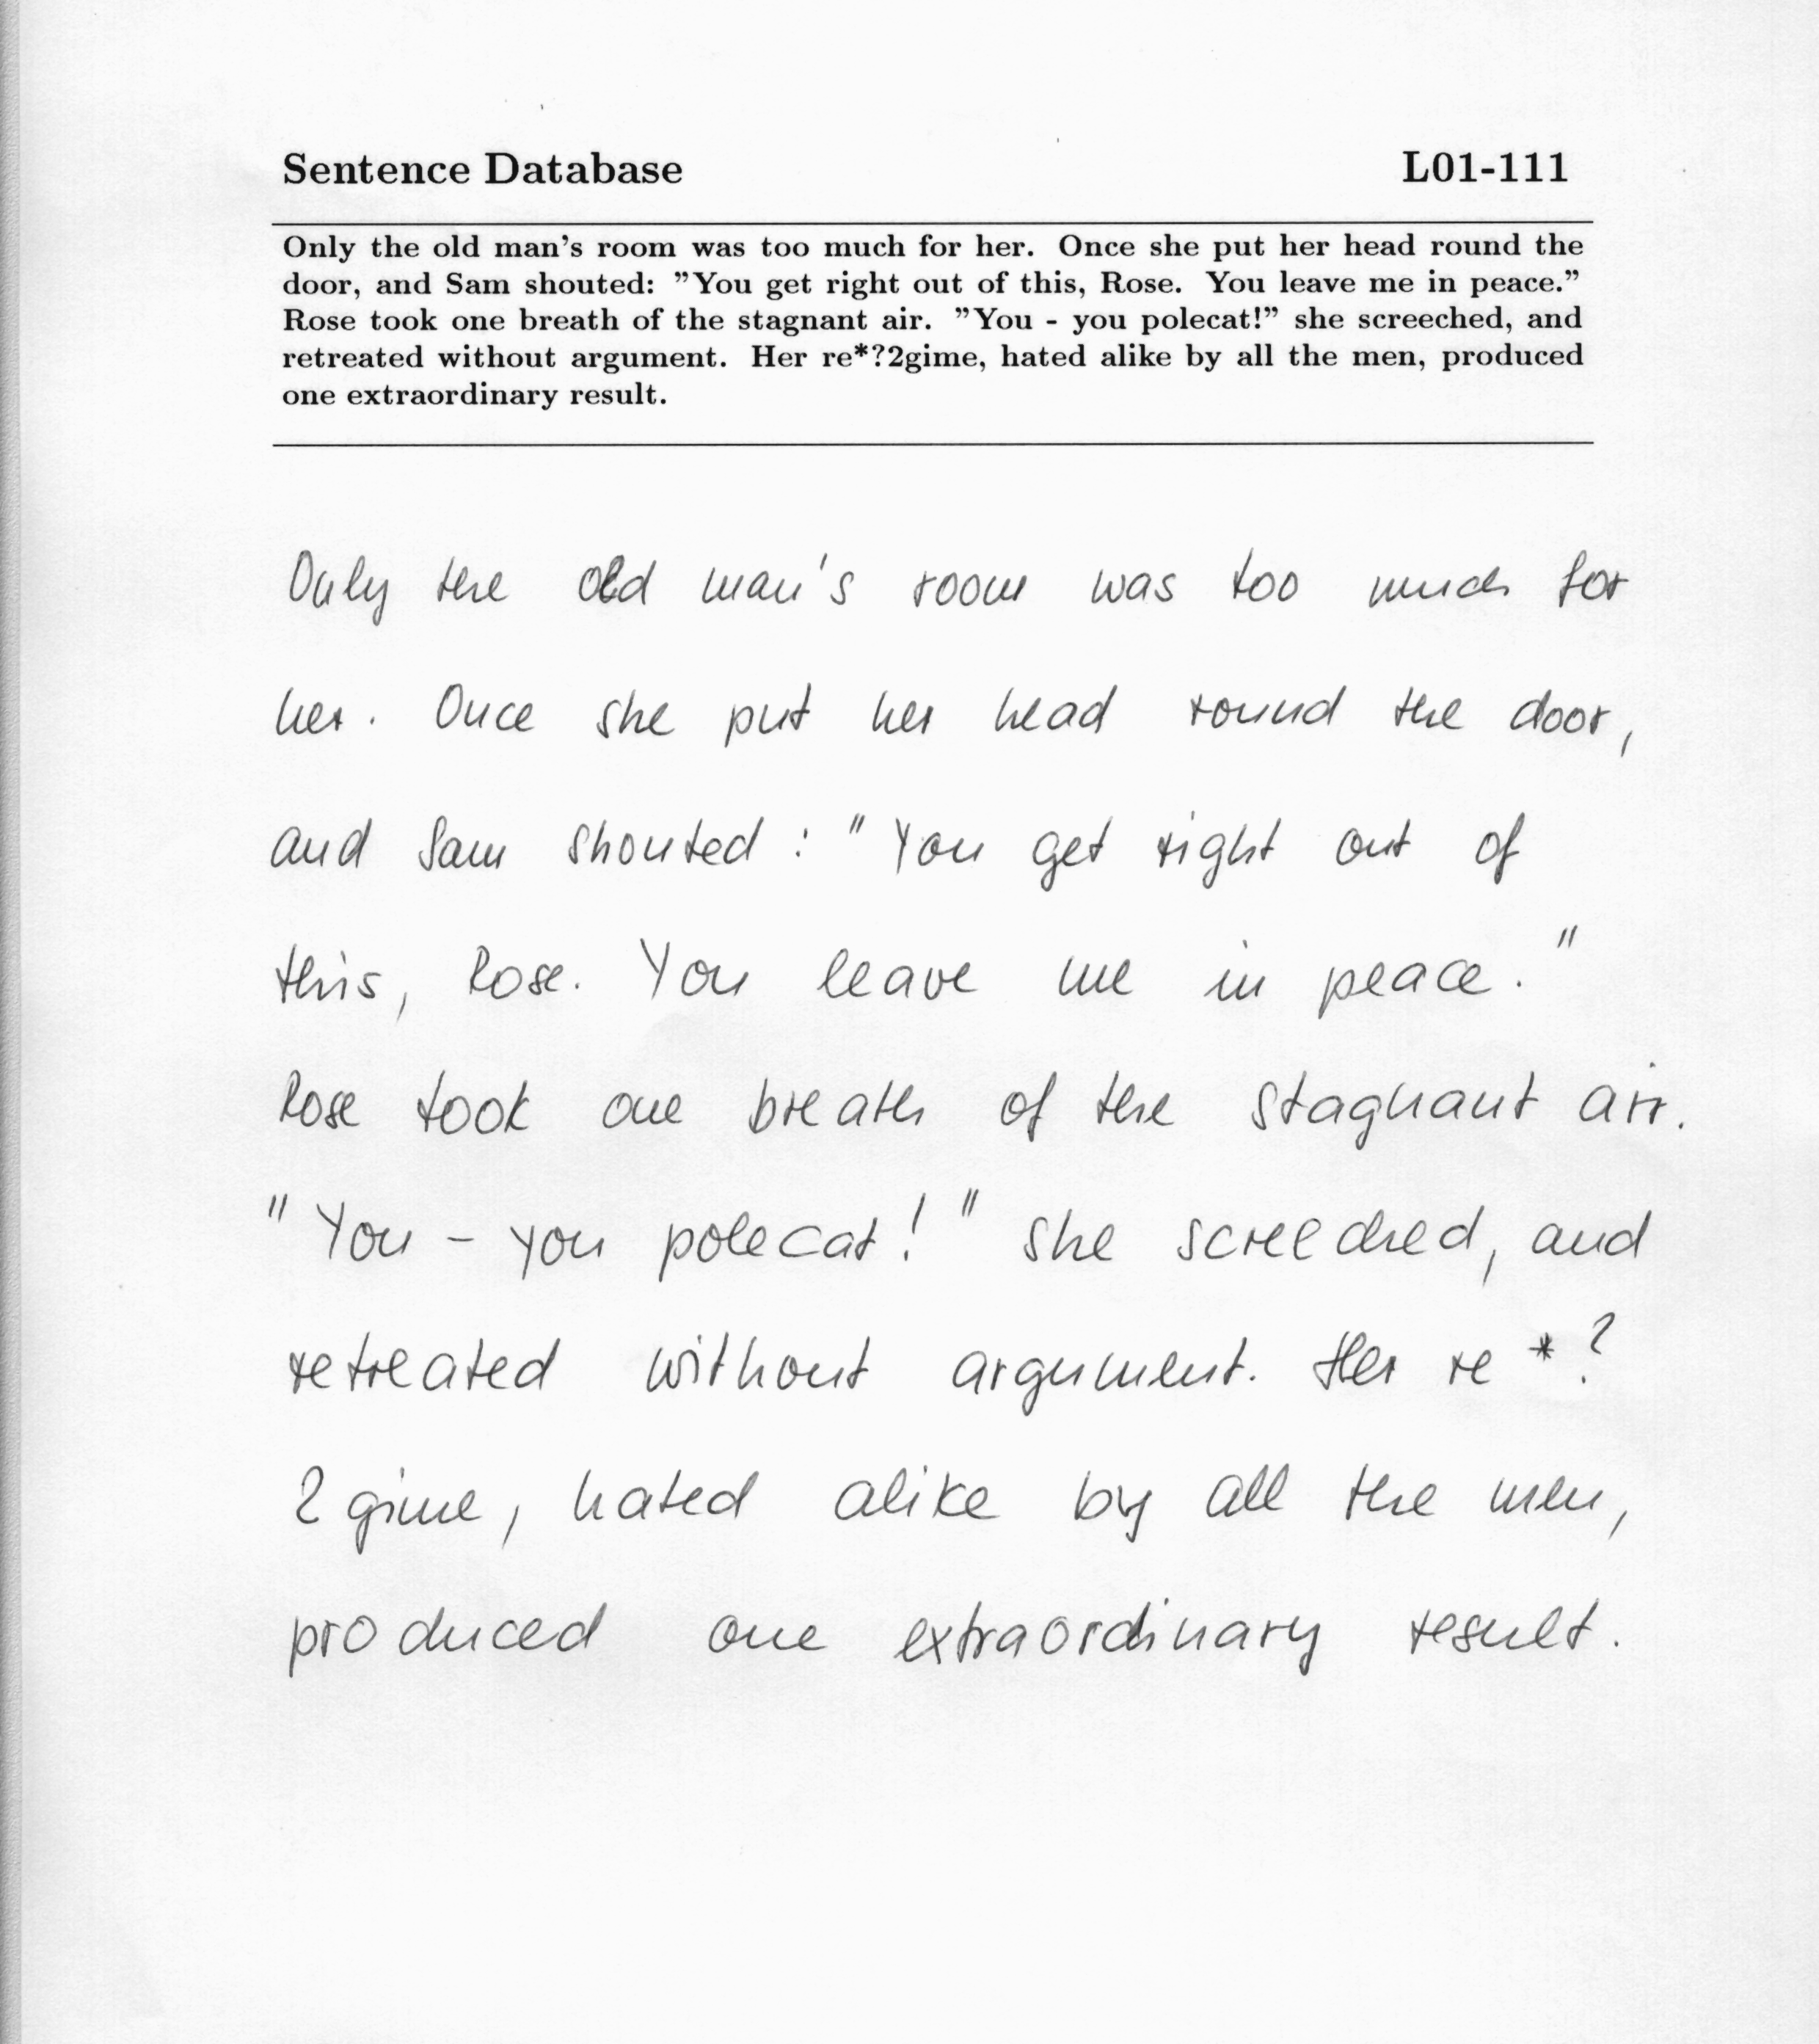 Sentence Database L01-111
Only the old man's room was too much for her. Once she put her head round the
door, and Sam shouted: "You get right out of this, Rose. You leave me in peace."
Rose took one breath of the stagnant air. "You - you polecat!" she screeched, and
retreated without argument. Her re*?2gime, hated alike by all the men, produced
one extraordinary result.
Only the old man's room was too much for
her. Once she put her head round the door,
and Sam shouted : "You get right out of
this, Rose. You leave me in peace."
Rose took one breath of the stagnant air.
"You - you polecat!" she screeched, and
retreated without argument. Her re*?
2gime, hated alike by all the men,
produced one extraordinary result.